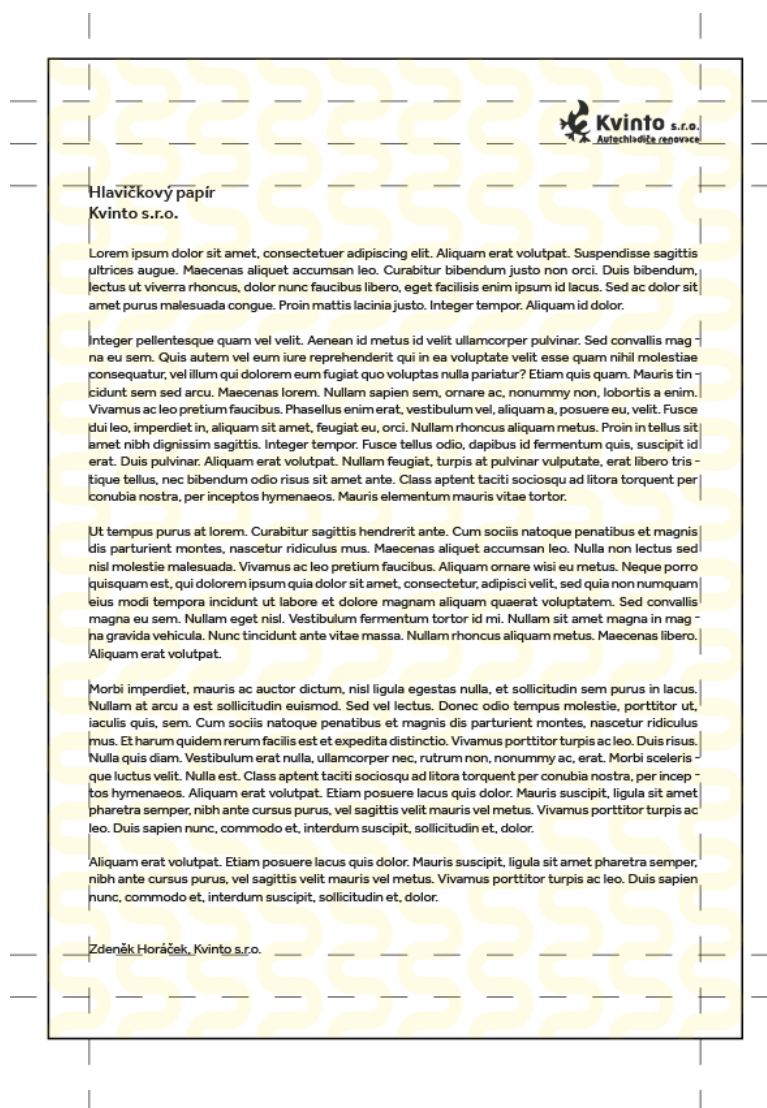 Kvinto s.r.o.
Autochladiče renovace
Hlavičkový papír
Kvinto s.r.o.
Lorem ipsum dolor sit amet, consectetuer adipiscing elit. Aliquam erat volutpat. Suspendisse sagittis
ultrices augue. Maecenas aliquet accumsan leo. Curabitur bibendum justo non orci. Duis bibendum,
lectus ut viverra rhoncus, dolor nunc faucibus libero, eget facilisis enim ipsum id lacus. Sed ac dolor sit
amet purus malesuada congue. Proin mattis lacinia justo. Integer tempor. Aliquam id dolor.
Integer pellentesque quam vel velit. Aenean id metus id velit ullamcorper pulvinar. Sed convallis mag-
na eu sem. Quis autem vel eum iure reprehenderit qui in ea voluptate velit esse quam nihil molestiae
consequatur, vel illum qui dolorem eum fugiat quo voluptas nulla pariatur? Etiam quis quam. Mauris tin-
cidunt sem sed arcu. Maecenas lorem. Nullam sapien sem, ornare ac, nonummy non, lobortis a enim.
Vivamus ac leo pretium faucibus. Phasellus enim erat, vestibulum vel, aliquam a, posuere eu, velit. Fusce
dui leo, imperdiet in, aliquam sit amet, feugiat eu, orci. Nullam rhoncus aliquam metus. Proin in tellus sit
amet nibh dignissim sagittis. Integer tempor. Fusce tellus odio, dapibus id fermentum quis, suscipit id
erat. Duis pulvinar. Aliquam erat volutpat. Nullam feugiat, turpis at pulvinar vulputate, erat libero tris-
tique tellus, nec bibendum odio risus sit amet ante. Class aptent taciti sociosqu ad litora torquent per
conubia nostra, per inceptos hymenaeos. Mauris elementum mauris vitae tortor.
Ut tempus purus at lorem. Curabitur sagittis hendrerit ante. Cum sociis natoque penatibus et magnis
dis parturient montes, nascetur ridiculus mus. Maecenas aliquet accumsan leo. Nulla non lectus sed
nisl molestie malesuada. Vivamus ac leo pretium faucibus. Aliquam ornare wisi eu metus. Neque porro
quisquam est, qui dolorem ipsum quia dolor sit amet, consectetur, adipisci velit, sed quia non numquam
eius modi tempora incidunt ut labore et dolore magnam aliquam quaerat voluptatem. Sed convallis
magna eu sem. Nullam eget nisl. Vestibulum fermentum tortor id mi. Nullam sit amet magna in mag-
na gravida vehicula. Nunc tincidunt ante vitae massa. Nullam rhoncus aliquam metus. Maecenas libero.
Aliquam erat volutpat.
Morbi imperdiet, mauris ac auctor dictum, nisl ligula egestas nulla, et sollicitudin sem purus in lacus.
Nullam at arcu a est sollicitudin euismod. Sed vel lectus. Donec odio tempus molestie, porttitor ut,
iaculis quis, sem. Cum sociis natoque penatibus et magnis dis parturient montes, nascetur ridiculus
mus. Et harum quidem rerum facilis est et expedita distinctio. Vivamus porttitor turpis ac leo. Duis risus.
Nulla quis diam. Vestibulum erat nulla, ullamcorper nec, rutrum non, nonummy ac, erat. Morbi sceleris-
que luctus velit. Nulla est. Class aptent taciti sociosqu ad litora torquent per conubia nostra, per incep-
tos hymenaeos. Aliquam erat volutpat. Etiam posuere lacus quis dolor. Mauris suscipit, ligula sit amet
pharetra semper, nibh ante cursus purus, vel sagittis velit mauris vel metus. Vivamus porttitor turpis ac
leo. Duis sapien nunc, commodo et, interdum suscipit, sollicitudin et, dolor.
Aliquam erat volutpat. Etiam posuere lacus quis dolor. Mauris suscipit, ligula sit amet pharetra semper,
nibh ante cursus purus, vel sagittis velit mauris vel metus. Vivamus porttitor turpis ac leo. Duis sapien
nunc, commodo et, interdum suscipit, sollicitudin et, dolor.
Zdeněk Horáček, Kvinto s.r.o.